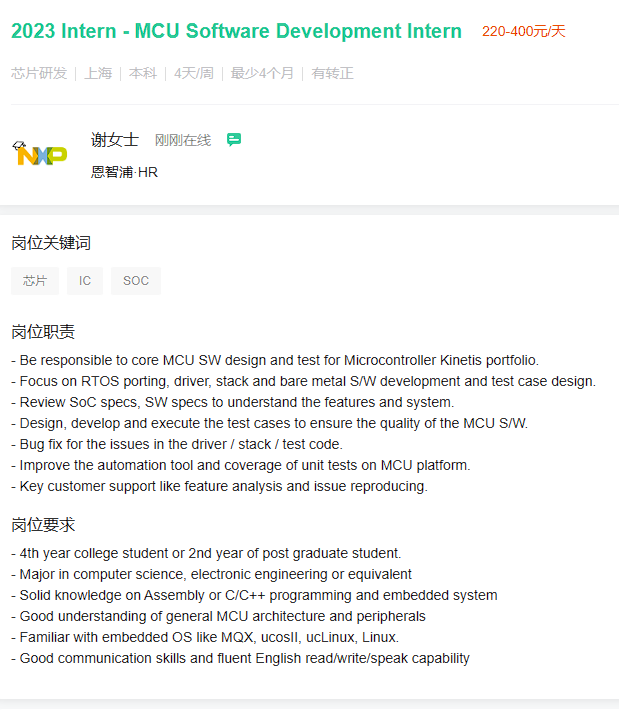 2023 Intern - MCU Software Development Intern 220-400元/天
芯片研发 | 上海 | 本科 | 4天/周 | 最少4个月 | 有转正
谢女士 刚刚在线
NXP
恩智浦·HR
岗位关键词
芯片 IC SOC
岗位职责
- Be responsible to core MCU SW design and test for Microcontroller Kinetis portfolio.
- Focus on RTOS porting, driver, stack and bare metal S/W development and test case design.
- Review SoC specs, SW specs to understand the features and system.
- Design, develop and execute the test cases to ensure the quality of the MCU S/W.
- Bug fix for the issues in the driver / stack / test code.
- Improve the automation tool and coverage of unit tests on MCU platform.
- Key customer support like feature analysis and issue reproducing.
岗位要求
- 4th year college student or 2nd year of post graduate student.
- Major in computer science, electronic engineering or equivalent
- Solid knowledge on Assembly or C/C++ programming and embedded system
- Good understanding of general MCU architecture and peripherals
- Familiar with embedded OS like MQX, ucosII, ucLinux, Linux.
- Good communication skills and fluent English read/write/speak capability